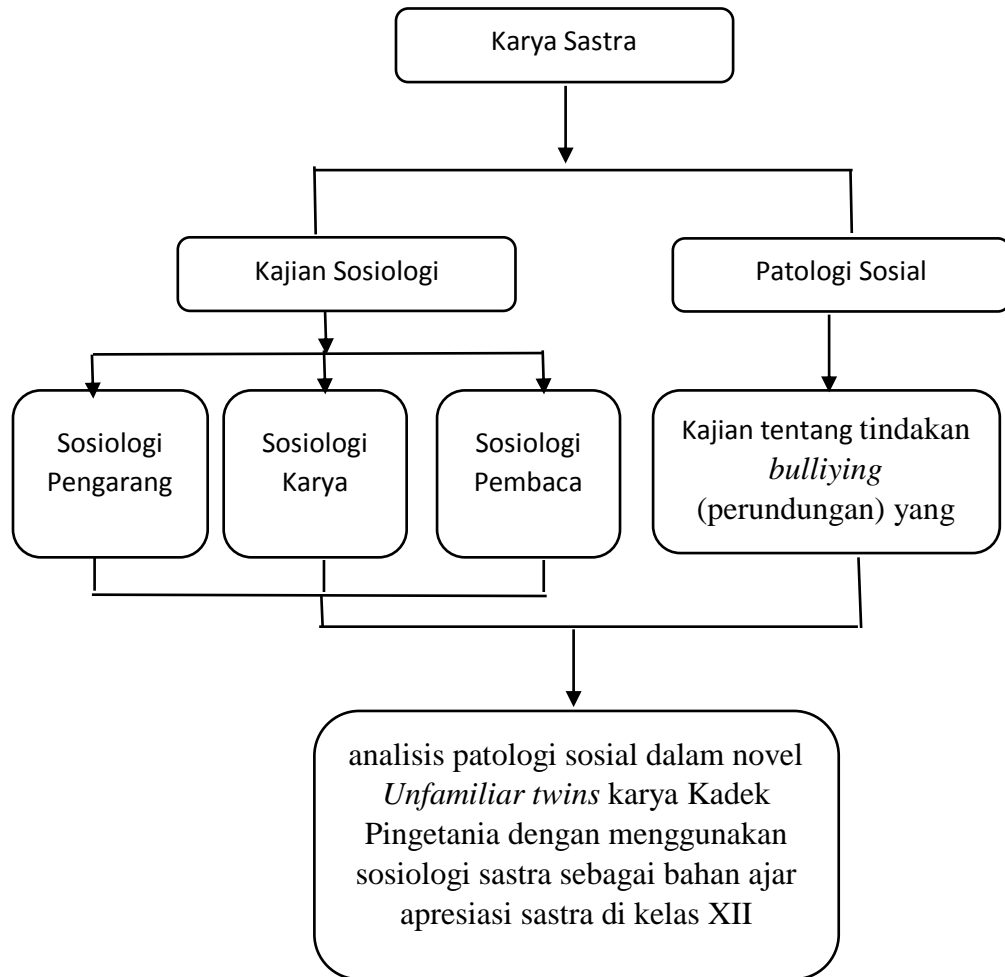 Karya Sastra
Kajian Sosiologi
Patologi Sosial
Sosiologi
Pengarang
Sosiologi
Karya
Sosiologi
Pembaca
Kajian tentang tindakan
bulliying
(perundungan) yang
analisis patologi sosial dalam novel
Unfamiliar twins karya Kadek
Pingetania dengan menggunakan
sosiologi sastra sebagai bahan ajar
apresiasi sastra di kelas XII